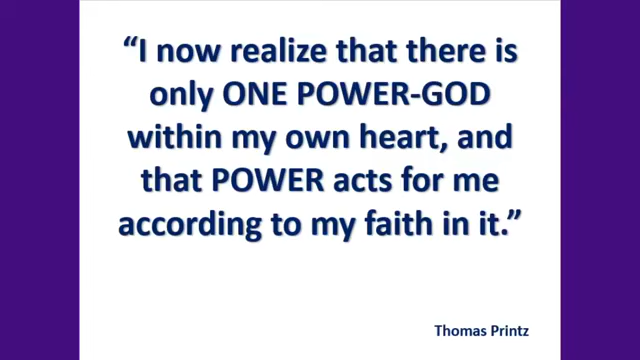 “I now realize that there is
only ONE POWER-GOD
within my own heart, and
that POWER acts for me
according to my faith in it.”
Thomas Printz